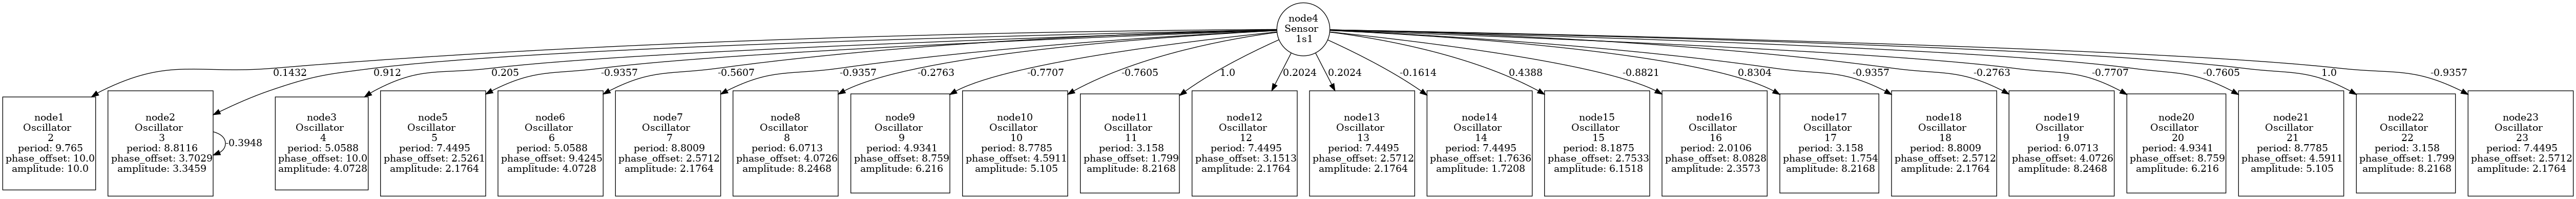 node4
Sensor
1s1
0.1432
0.912
0.205
-0.9357
-0.5607
-0.9357
-0.2763
-0.7707
-0.7605
1.0
0.2024
0.2024
-0.1614
0.4388
-0.8821
0.8304
-0.9357
-0.2763
-0.7707
-0.7605
1.0
-0.9357
node1
Oscillator
2
period: 9.765
phase_offset: 10.0
amplitude: 10.0
node2
Oscillator
3
period: 8.8116
phase_offset: 3.7029
amplitude: 3.3459
-0.3948
node3
Oscillator
4
period: 5.0588
phase_offset: 10.0
amplitude: 4.0728
node5
Oscillator
5
period: 7.4495
phase_offset: 2.5261
amplitude: 2.1764
node6
Oscillator
6
period: 5.0588
phase_offset: 9.4245
amplitude: 4.0728
node7
Oscillator
7
period: 8.8009
phase_offset: 2.5712
amplitude: 2.1764
node8
Oscillator
8
period: 6.0713
phase_offset: 4.0726
amplitude: 8.2468
node9
Oscillator
9
period: 4.9341
phase_offset: 8.759
amplitude: 6.216
node10
Oscillator
10
period: 8.7785
phase_offset: 4.5911
amplitude: 5.105
node11
Oscillator
11
period: 3.158
phase_offset: 1.799
amplitude: 8.2168
node12
Oscillator
12
period: 7.4495
phase_offset: 3.1513
amplitude: 2.1764
node13
Oscillator
13
period: 7.4495
phase_offset: 2.5712
amplitude: 2.1764
node14
Oscillator
14
period: 7.4495
phase_offset: 1.7636
amplitude: 1.7208
node15
Oscillator
15
period: 8.1875
phase_offset: 2.7533
amplitude: 6.1518
node16
Oscillator
16
period: 2.0106
phase_offset: 8.0828
amplitude: 2.3573
node17
Oscillator
17
period: 3.158
phase_offset: 1.754
amplitude: 8.2168
node18
Oscillator
18
period: 8.8009
phase_offset: 2.5712
amplitude: 2.1764
node19
Oscillator
19
period: 6.0713
phase_offset: 4.0726
amplitude: 8.2468
node20
Oscillator
20
period: 4.9341
phase_offset: 8.759
amplitude: 6.216
node21
Oscillator
21
period: 8.7785
phase_offset: 4.5911
amplitude: 5.105
node22
Oscillator
22
period: 3.158
phase_offset: 1.799
amplitude: 8.2168
node23
Oscillator
23
period: 7.4495
phase_offset: 2.5712
amplitude: 2.1764